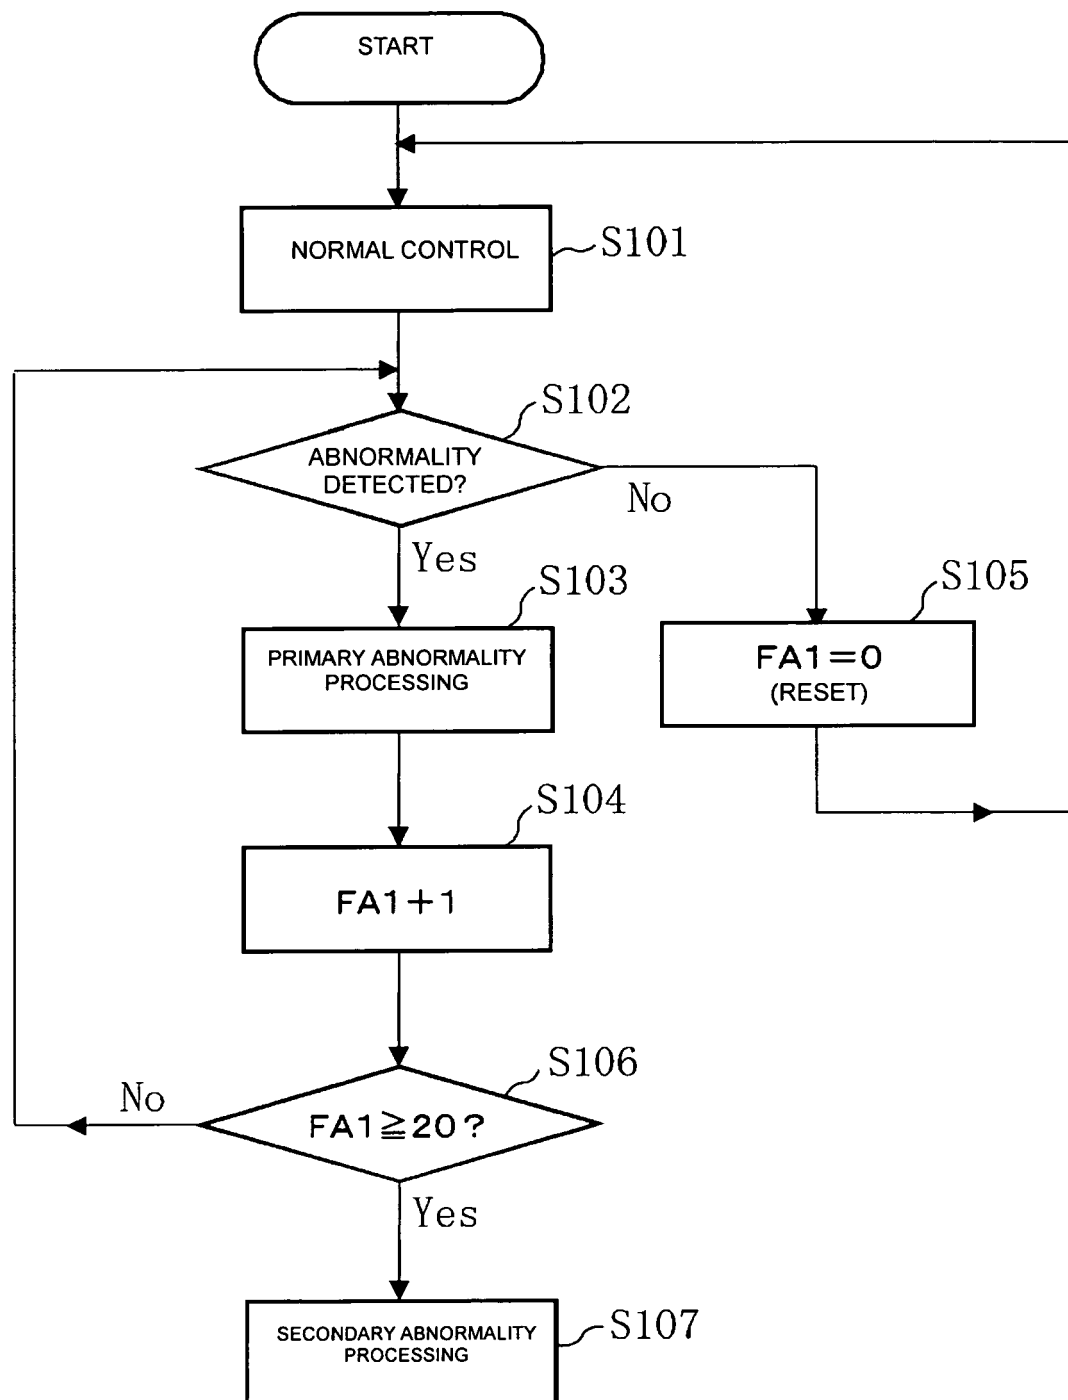 START
NORMAL CONTROL
S101
S102
ABNORMALITY
DETECTED?
No
Yes
S103
S105
PRIMARY ABNORMALITY
PROCESSING
FA1=0
(RESET)
S104
FA1+1
S106
No
FA1≧20?
Yes
S107
SECONDARY ABNORMALITY
PROCESSING